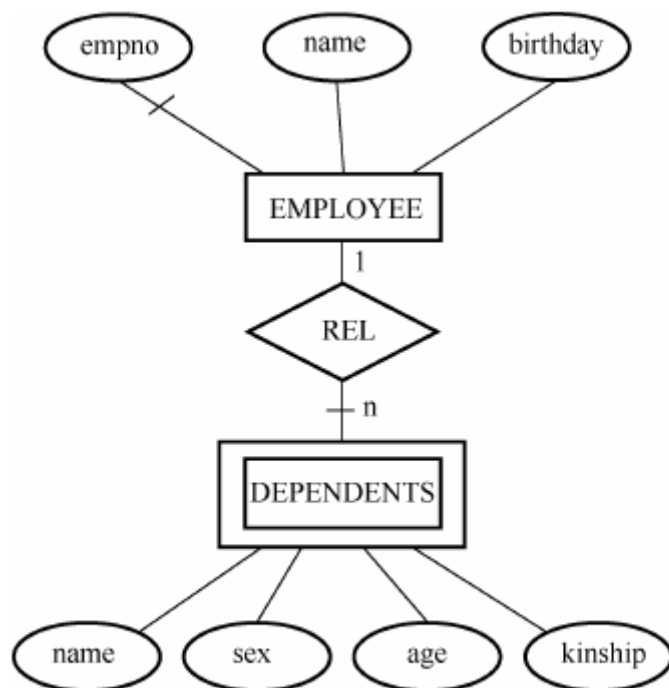 empno name birthday
EMPLOYEE
1
REL
n
DEPENDENTS
name sex age kinship